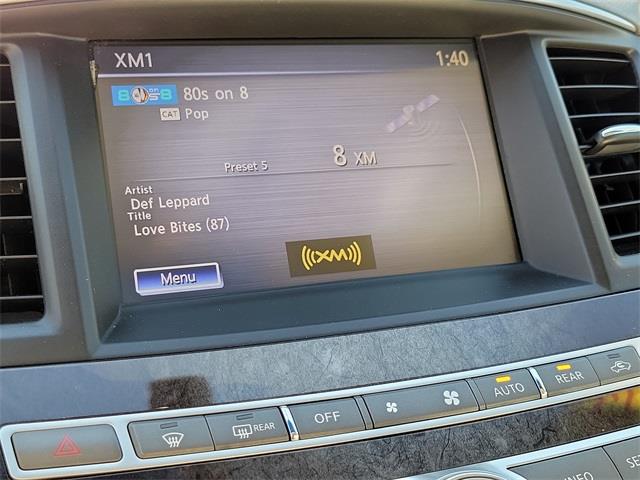 XM1 1:40
80s on 8
CAT Pop
8 XM
Preset 5
Artist
Def Leppard
Title
Love Bites (87)
((XM))
Menu
REAR OFF AUTO REAR
INFO